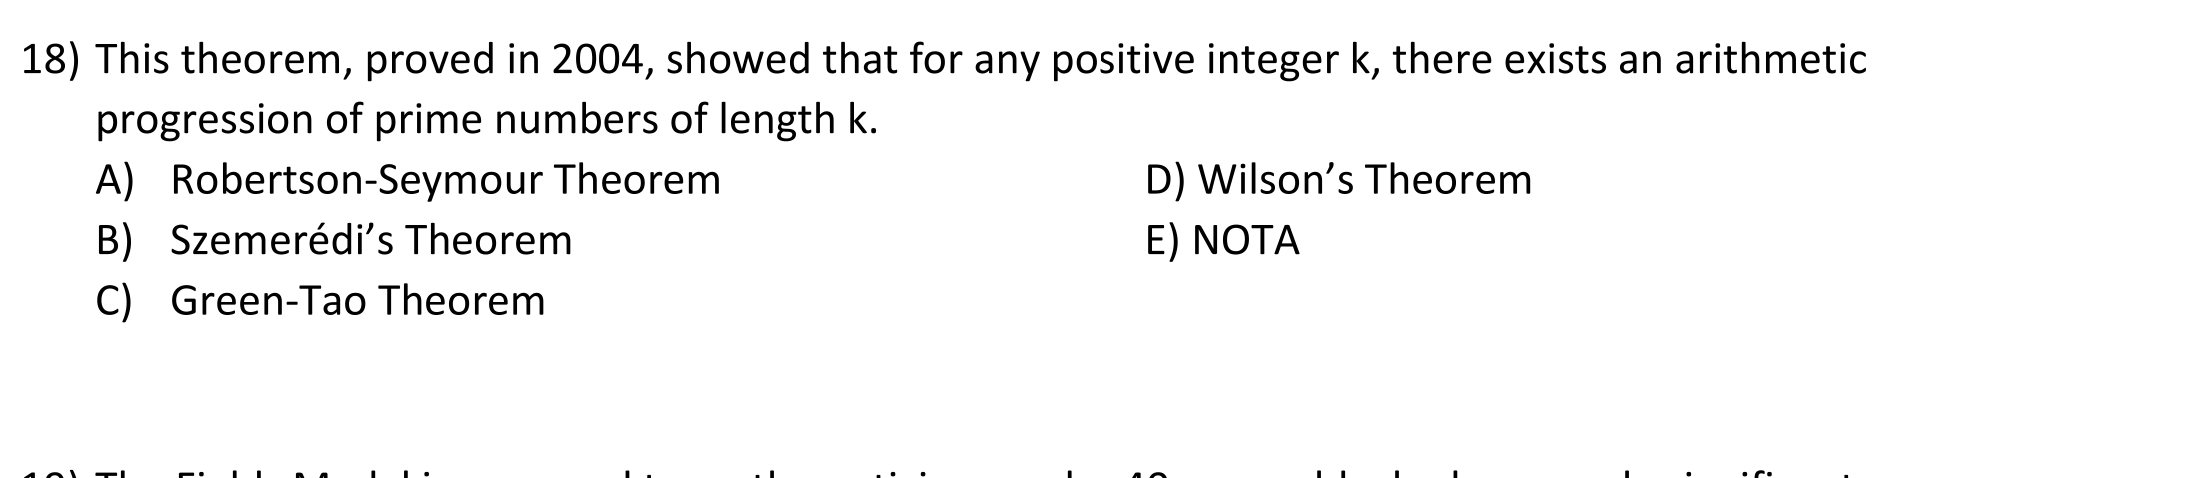 18) This theorem, proved in 2004, showed that for any positive integer k, there exists an arithmetic
progression of prime numbers of length k.
A) Robertson-Seymour Theorem
B) Szemerédi’s Theorem
C) Green-Tao Theorem
D) Wilson’s Theorem
E) NOTA